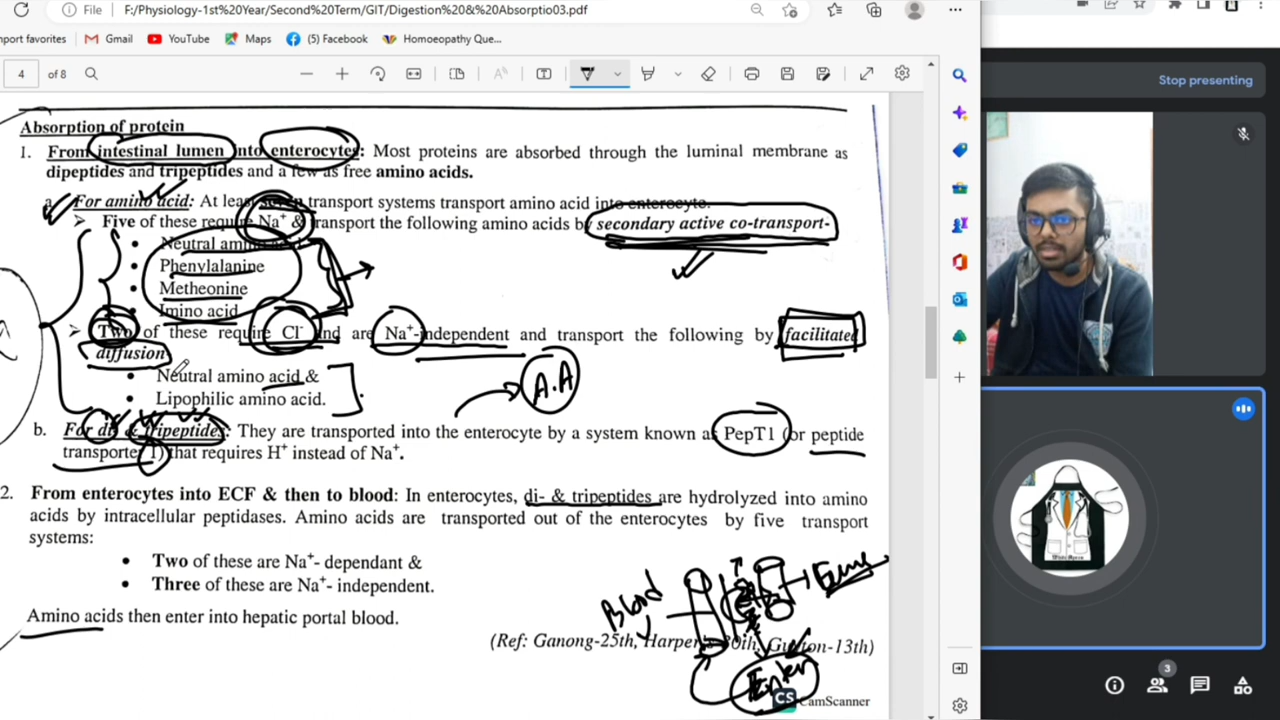 File
F:/Physiology-1st%20Year/Second%20Term/GIT/Digestion%20&%20Absorptio03.pdf
nport favorites
Gmail
YouTube
Maps
(5) Facebook
Homoeopathy Que...
4
of 8
Stop presenting
Absorption of protein
1. From intestinal lumen into enterocytes: Most proteins are absorbed through the luminal membrane as
dipeptides and tripeptides and a few as free amino acids.
a. For amino acid: At least transport systems transport amino acid into enterocyte.
➢ Five of these require Na⁺ & transport the following amino acids by secondary active co-transport-
• Neutral amino
• Phenylalanine
• Metheonine
• Imino acid
➢ Two of these require Cl⁻ and are Na⁺-independent and transport the following by facilitated
diffusion
• Neutral amino acid &
• Lipophilic amino acid.
A.A
b. For di- & tripeptides: They are transported into the enterocyte by a system known as PepT1 (or peptide
transporter 1) that requires H⁺ instead of Na⁺.
2. From enterocytes into ECF & then to blood: In enterocytes, di- & tripeptides are hydrolyzed into amino
acids by intracellular peptidases. Amino acids are transported out of the enterocytes by five transport
systems:
• Two of these are Na⁺- dependant &
• Three of these are Na⁺- independent.
Blood
Amino acids then enter into hepatic portal blood.
(Ref: Ganong-25th, Harper's 30th, Guyton-13th)
Enter
CS CamScanner
3